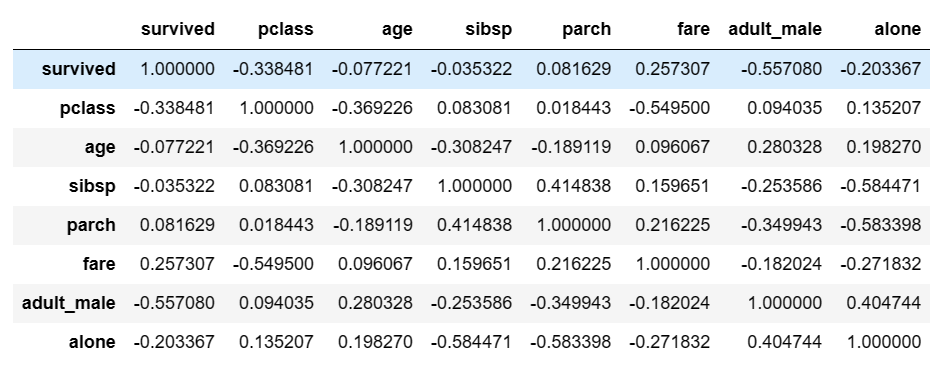 survived pclass age sibsp parch fare adult_male alone
survived 1.000000 -0.338481 -0.077221 -0.035322 0.081629 0.257307 -0.557080 -0.203367
pclass -0.338481 1.000000 -0.369226 0.083081 0.018443 -0.549500 0.094035 0.135207
age -0.077221 -0.369226 1.000000 -0.308247 -0.189119 0.096067 0.280328 0.198270
sibsp -0.035322 0.083081 -0.308247 1.000000 0.414838 0.159651 -0.253586 -0.584471
parch 0.081629 0.018443 -0.189119 0.414838 1.000000 0.216225 -0.349943 -0.583398
fare 0.257307 -0.549500 0.096067 0.159651 0.216225 1.000000 -0.182024 -0.271832
adult_male -0.557080 0.094035 0.280328 -0.253586 -0.349943 -0.182024 1.000000 0.404744
alone -0.203367 0.135207 0.198270 -0.584471 -0.583398 -0.271832 0.404744 1.000000